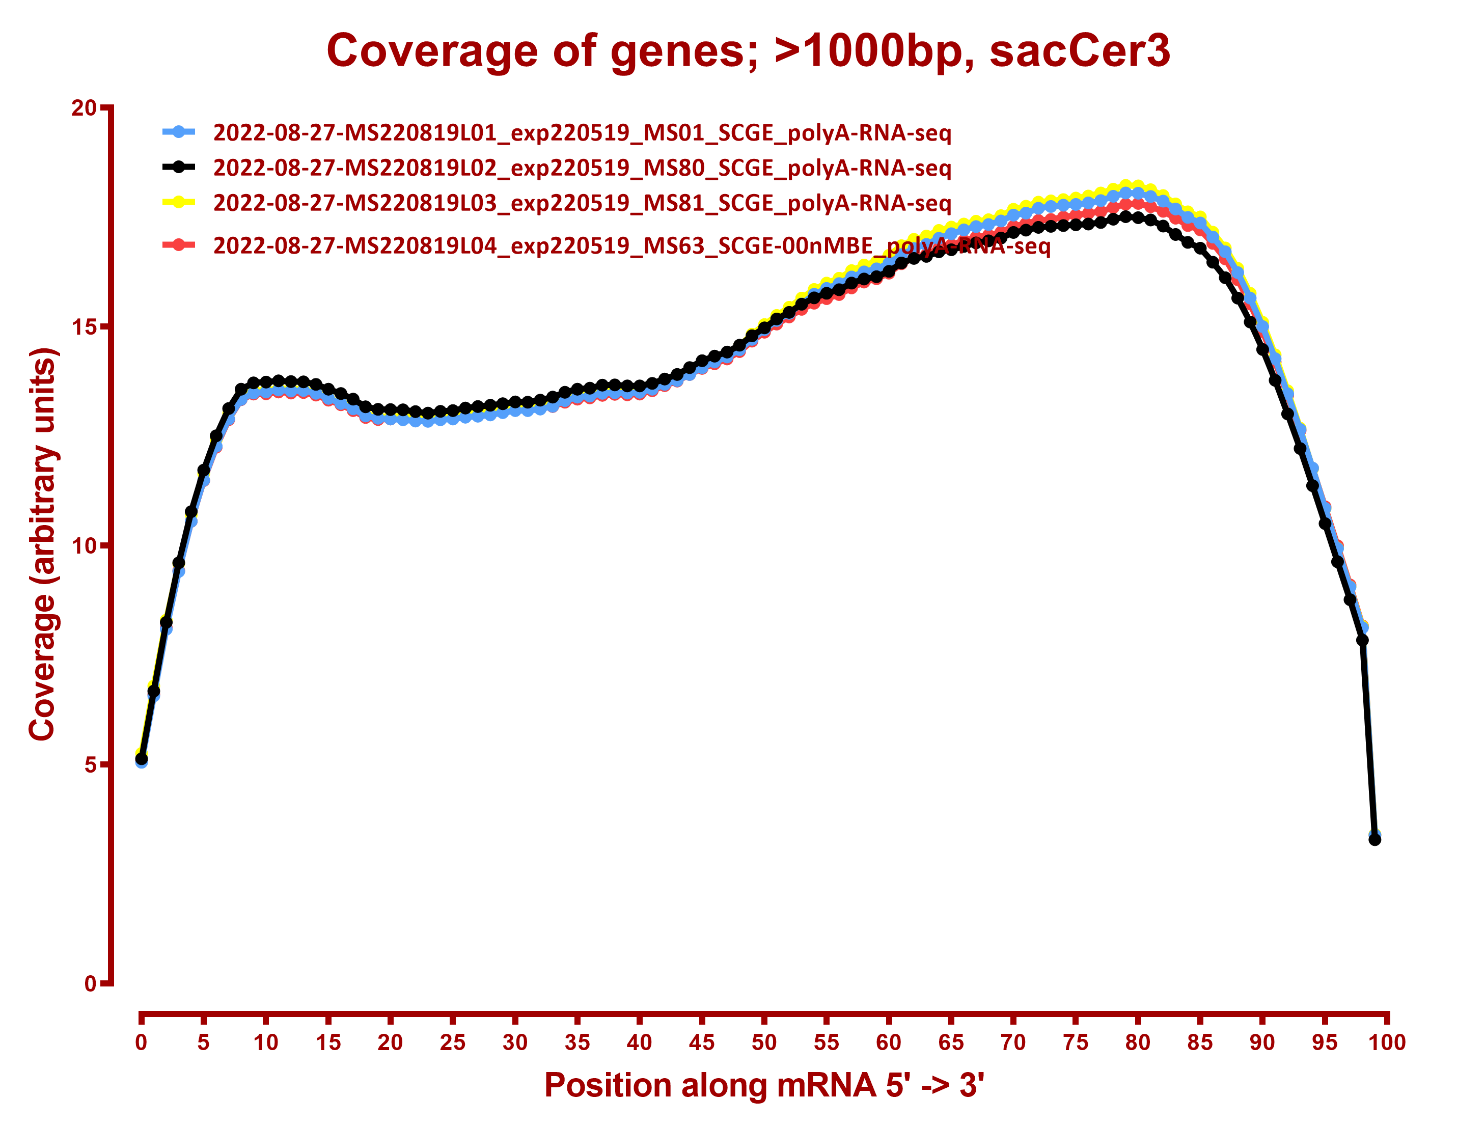 Coverage of genes; >1000bp, sacCer3
2022-08-27-MS220819L01_exp220519_MS01_SCGE_polyA-RNA-seq
2022-08-27-MS220819L02_exp220519_MS80_SCGE_polyA-RNA-seq
2022-08-27-MS220819L03_exp220519_MS81_SCGE_polyA-RNA-seq
2022-08-27-MS220819L04_exp220519_MS63_SCGE-00nMBE_polyA-RNA-seq
20
15
10
5
0
Coverage (arbitrary units)
0 5 10 15 20 25 30 35 40 45 50 55 60 65 70 75 80 85 90 95 100
Position along mRNA 5' -> 3'